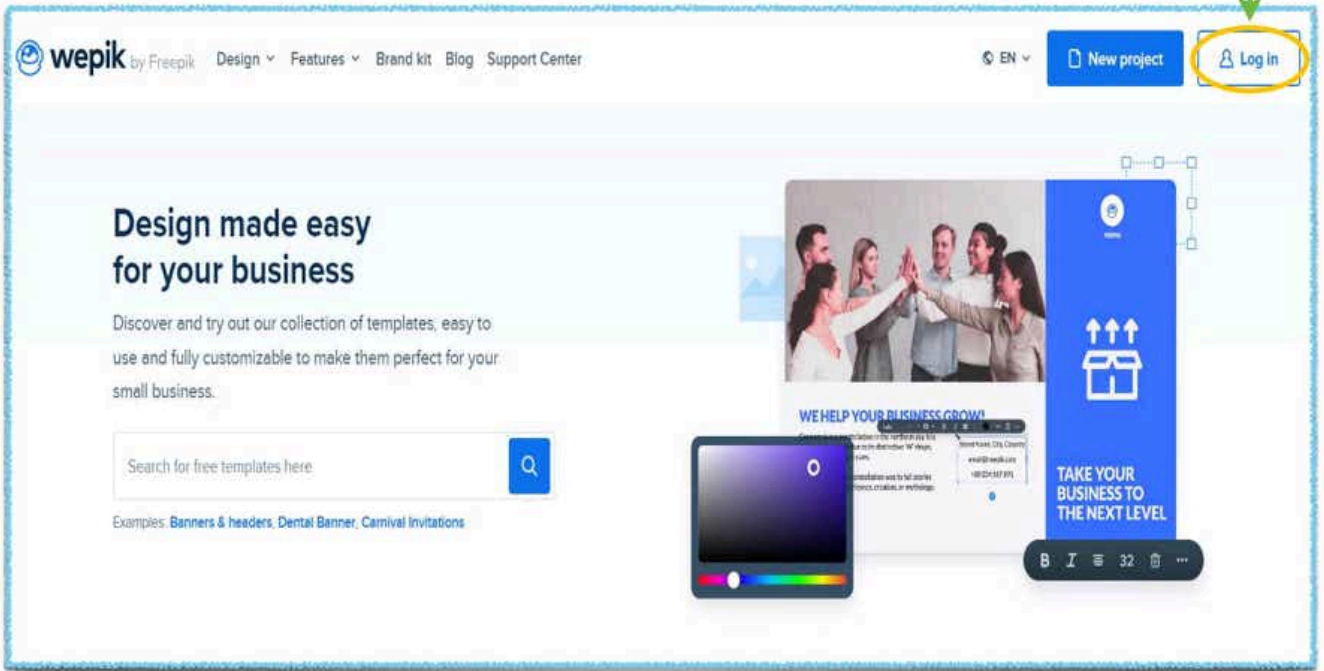 wepik by Freepik Design Features Brand kit Blog Support Center EN New project Log in
Design made easy
for your business
Discover and try out our collection of templates, easy to
use and fully customizable to make them perfect for your
small business.
Search for free templates here
Examples: Banners & headers, Dental Banner, Carnival Invitations
WE HELP YOUR BUSINESS GROW!
TAKE YOUR
BUSINESS TO
THE NEXT LEVEL
B I 32